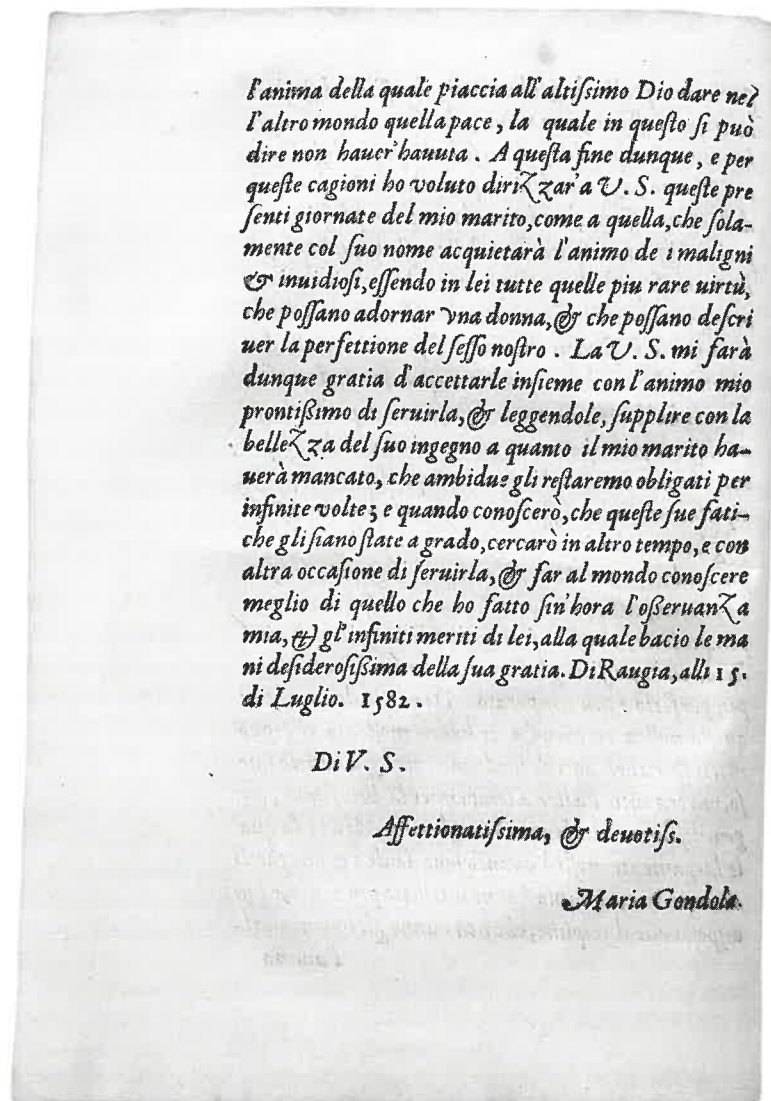 l'anima della quale piaccia all'altiſsimo Dio dare nel
l'altro mondo quella pace, la quale in queſto ſi può
dire non hauer'hauuta. A queſta fine dunque, e per
queſte cagioni ho voluto dirizzar'a V. S. queſte pre
ſenti giornate del mio marito, come a quella, che ſola-
mente col ſuo nome acquietarà l'animo de i maligni
& inuidioſi, eſſendo in lei tutte quelle piu rare uirtù,
che poſſano adornar vna donna, & che poſſano deſcri
uer la perfettione del ſeſſo noſtro. La V. S. mi farà
dunque gratia d'accettarle inſieme con l'animo mio
prontißimo di ſeruirla, & leggendole, ſupplire con la
bellezza del ſuo ingegno a quanto il mio marito ha-
uerà mancato, che ambidue gli reſtaremo obligati per
infinite volte; e quando conoſcerò, che queſte ſue fati-
che gli ſiano ſtate a grado, cercarò in altro tempo, e con
altra occaſione di ſeruirla, & far al mondo conoſcere
meglio di quello che ho fatto ſin'hora l'oßeruanza
mia, & gl'infiniti meriti di lei, alla quale bacio le ma
ni deſideroſiſsima della ſua gratia. Di Raugia, alli 15.
di Luglio. 1582.
Di V. S.
Affettionatiſsima, & deuotiſs.
Maria Gondola.